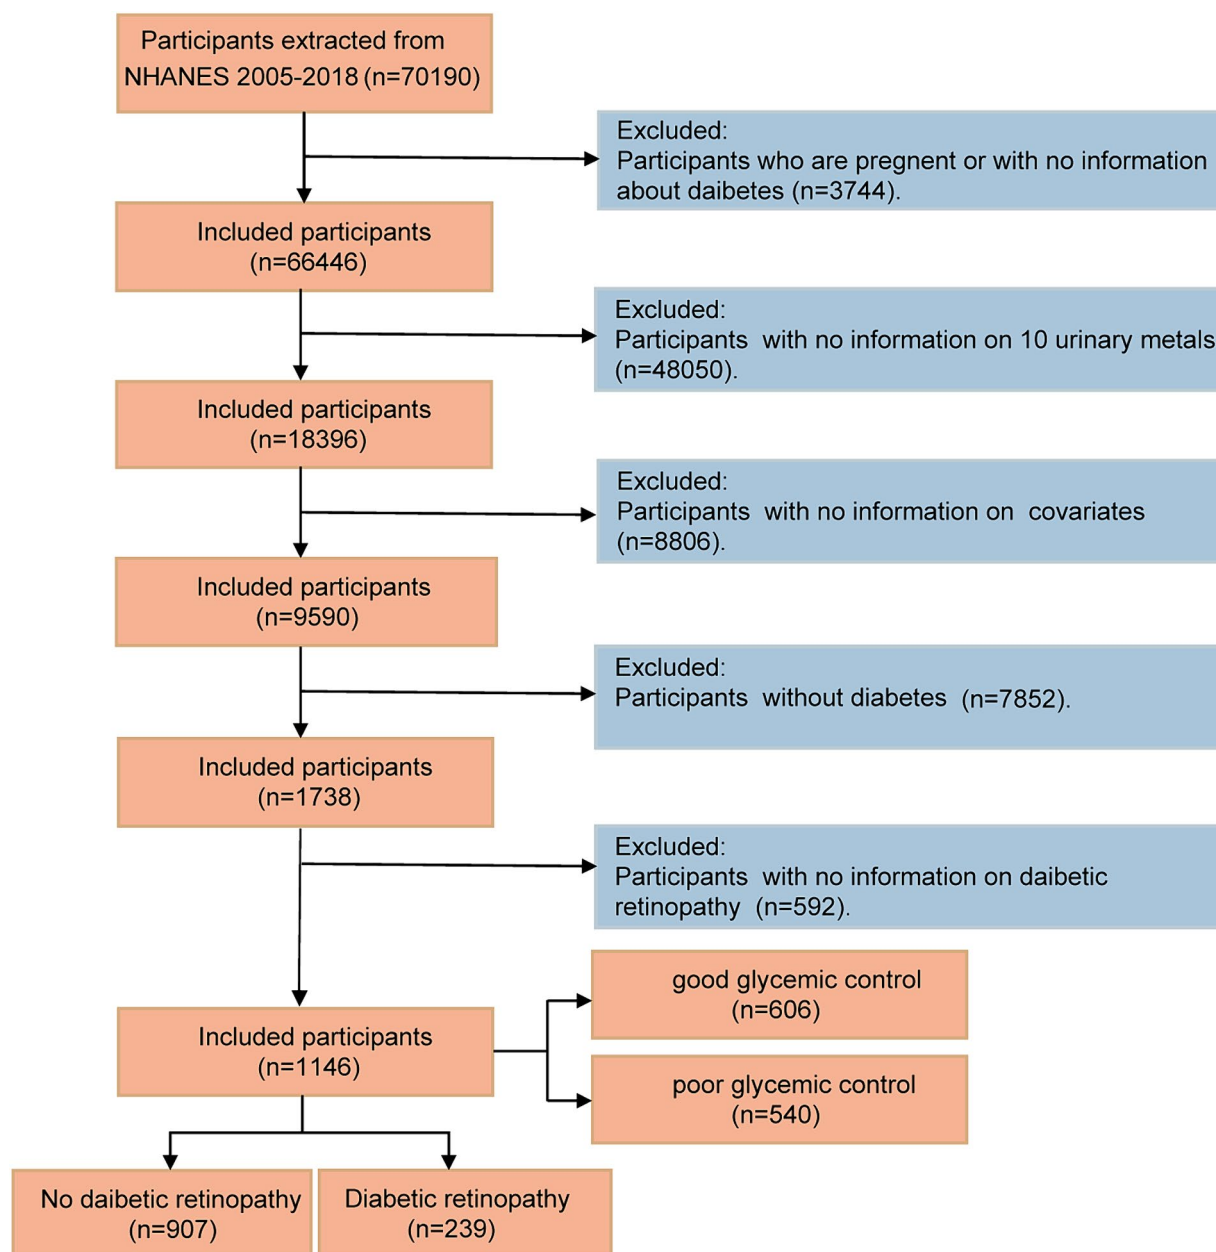 Participants extracted from
NHANES 2005-2018 (n=70190)
Excluded:
Participants who are pregnent or with no information
about daibetes (n=3744).
Included participants
(n=66446)
Excluded:
Participants with no information on 10 urinary metals
(n=48050).
Included participants
(n=18396)
Excluded:
Participants with no information on covariates
(n=8806).
Included participants
(n=9590)
Excluded:
Participants without diabetes (n=7852).
Included participants
(n=1738)
Excluded:
Participants with no information on daibetic
retinopathy (n=592).
good glycemic control
(n=606)
Included participants
(n=1146)
poor glycemic control
(n=540)
No daibetic retinopathy
(n=907)
Diabetic retinopathy
(n=239)